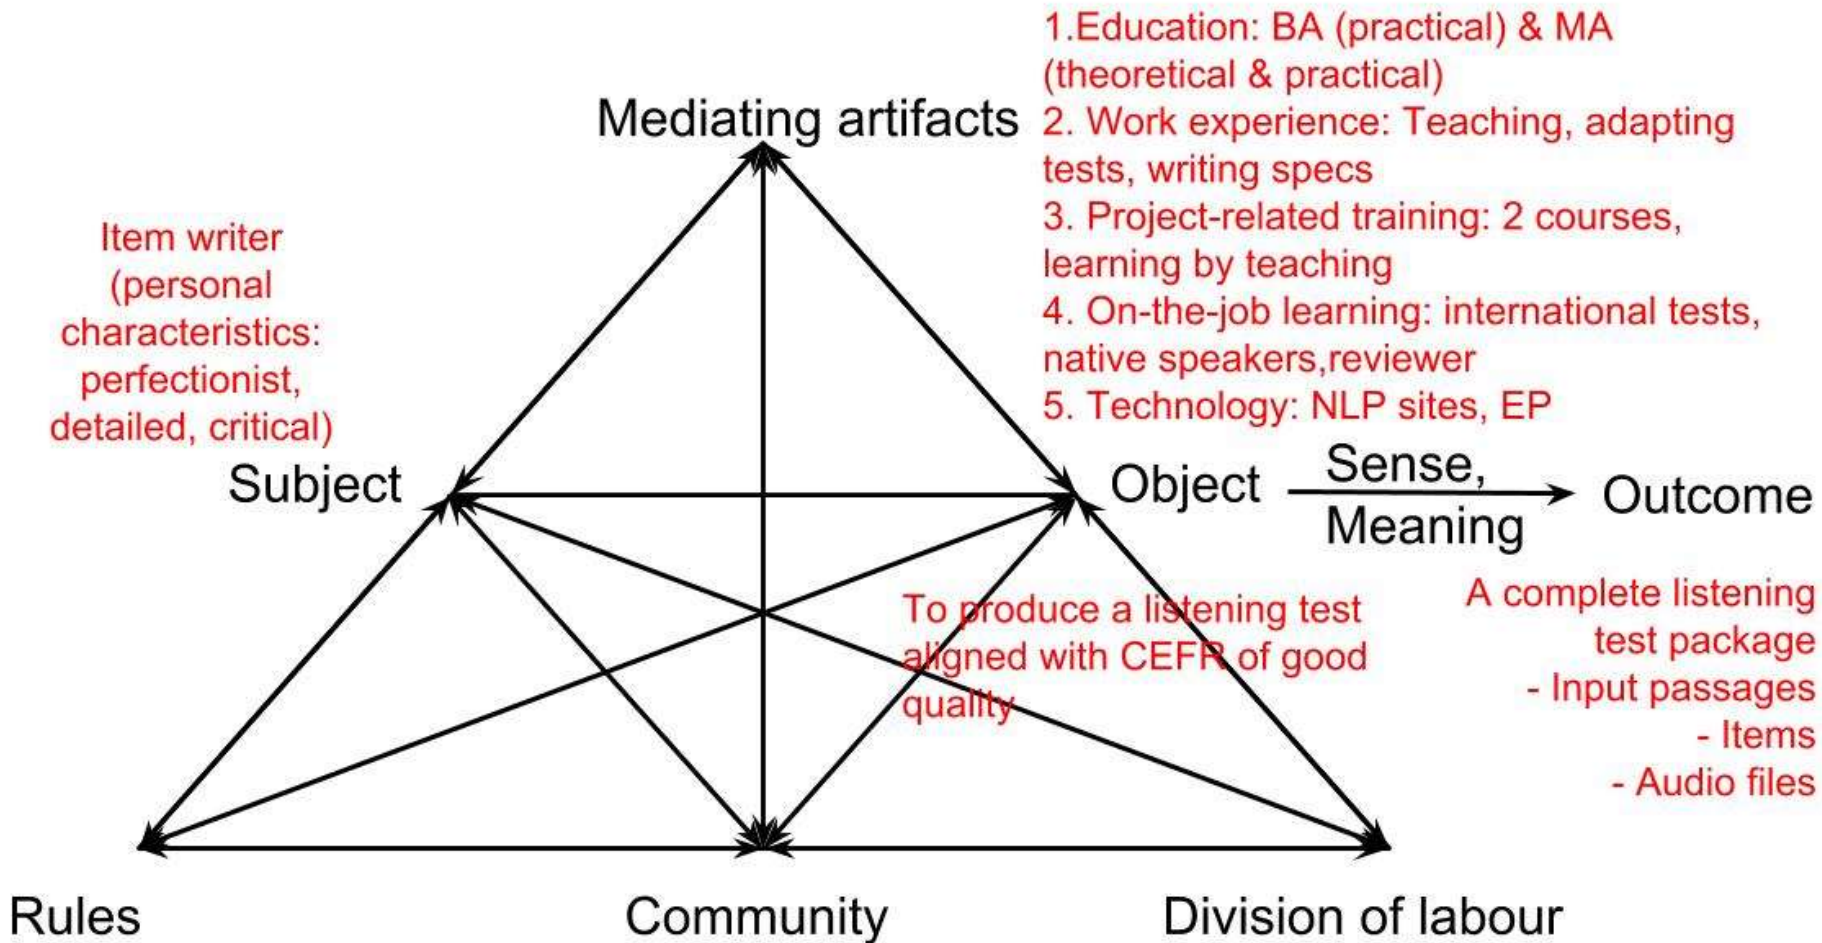 1.Education: BA (practical) & MA
(theoretical & practical)
Mediating artifacts
2. Work experience: Teaching, adapting
tests, writing specs
3. Project-related training: 2 courses,
learning by teaching
4. On-the-job learning: international tests,
native speakers,reviewer
5. Technology: NLP sites, EP
Item writer
(personal
characteristics:
perfectionist,
detailed, critical)
Subject
Object
Sense,
Meaning
Outcome
To produce a listening test
aligned with CEFR of good
quality
A complete listening
test package
- Input passages
- Items
- Audio files
Rules
Community
Division of labour